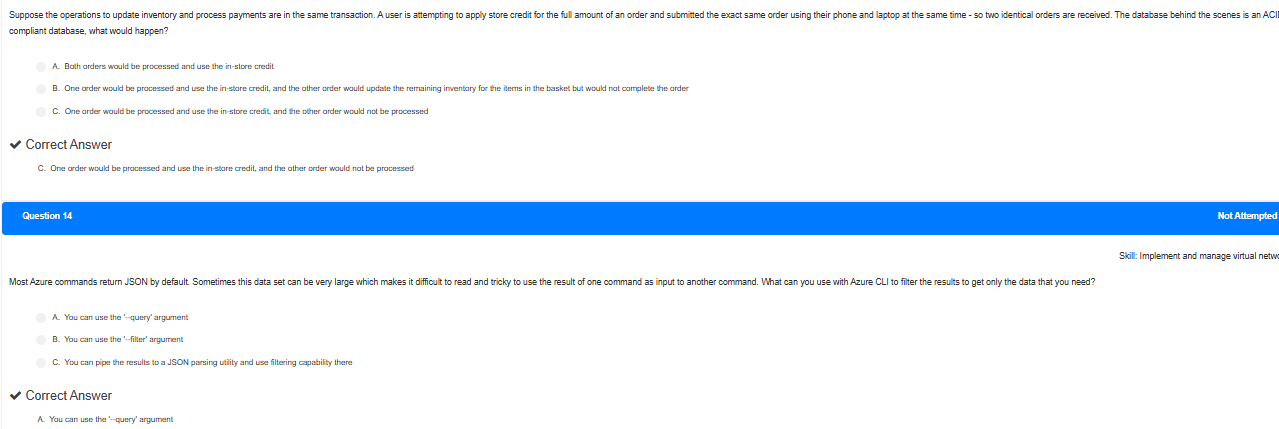 Suppose the operations to update inventory and process payments are in the same transaction. A user is attempting to apply store credit for the full amount of an order and submitted the exact same order using their phone and laptop at the same time - so two identical orders are received. The database behind the scenes is an ACI
compliant database, what would happen?
A. Both orders would be processed and use the in-store credit.
B. One order would be processed and use the in-store credit, and the other order would update the remaining inventory for the items in the basket but would not complete the order
C. One order would be processed and use the in-store credit, and the other order would not be processed
✔ Correct Answer
C. One order would be processed and use the in-store credit, and the other order would not be processed
Question 14 Not Attempted
Skill: Implement and manage virtual netw
Most Azure commands return JSON by default. Sometimes this data set can be very large which makes it difficult to read and tricky to use the result of one command as input to another command. What can you use with Azure CLI to filter the results to get only the data that you need?
A. You can use the '--query' argument
B. You can use the '--filter' argument
C. You can pipe the results to a JSON parsing utility and use filtering capability there
✔ Correct Answer
A. You can use the '--query' argument